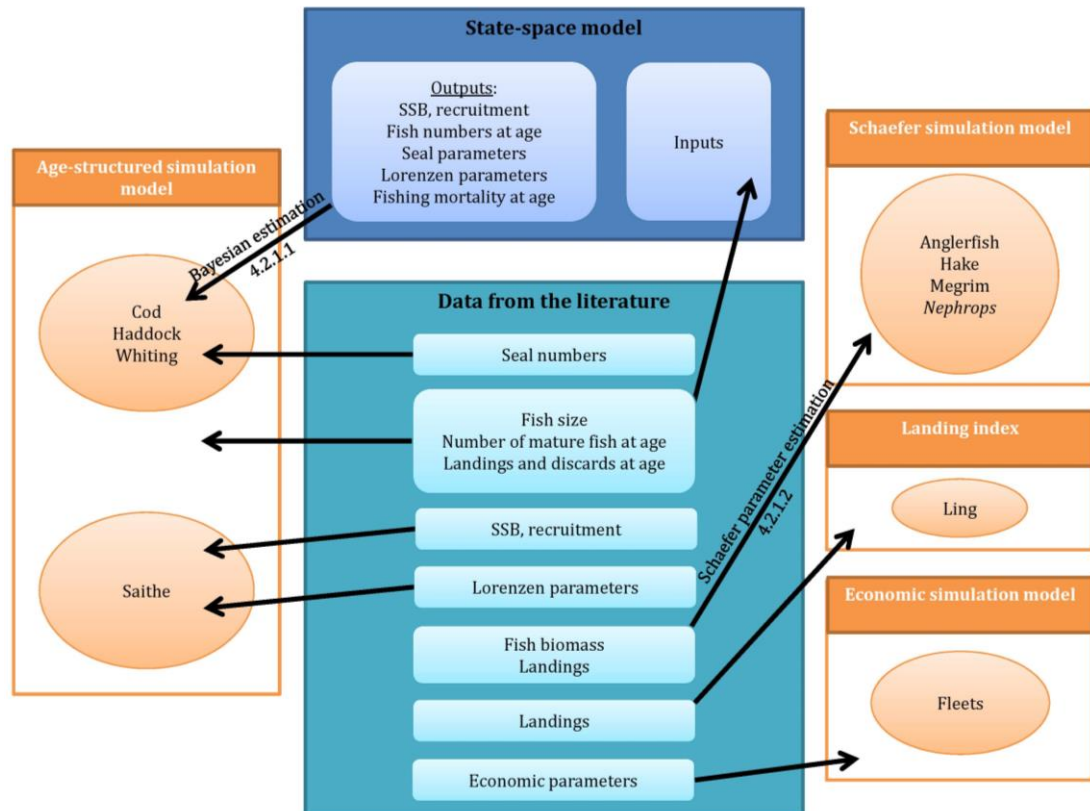 State-space model
Outputs:
SSB, recruitment
Fish numbers at age
Seal parameters
Lorenzen parameters
Fishing mortality at age
Inputs
Age-structured simulation
model
Bayesian estimation
4.2.1.1
Cod
Haddock
Whiting
Saithe
Data from the literature
Seal numbers
Fish size
Number of mature fish at age
Landings and discards at age
SSB, recruitment
Lorenzen parameters
Fish biomass
Landings
Landings
Economic parameters
Schaefer parameter estimation
4.2.1.2
Schaefer simulation model
Anglerfish
Hake
Megrim
Nephrops
Landing index
Ling
Economic simulation model
Fleets